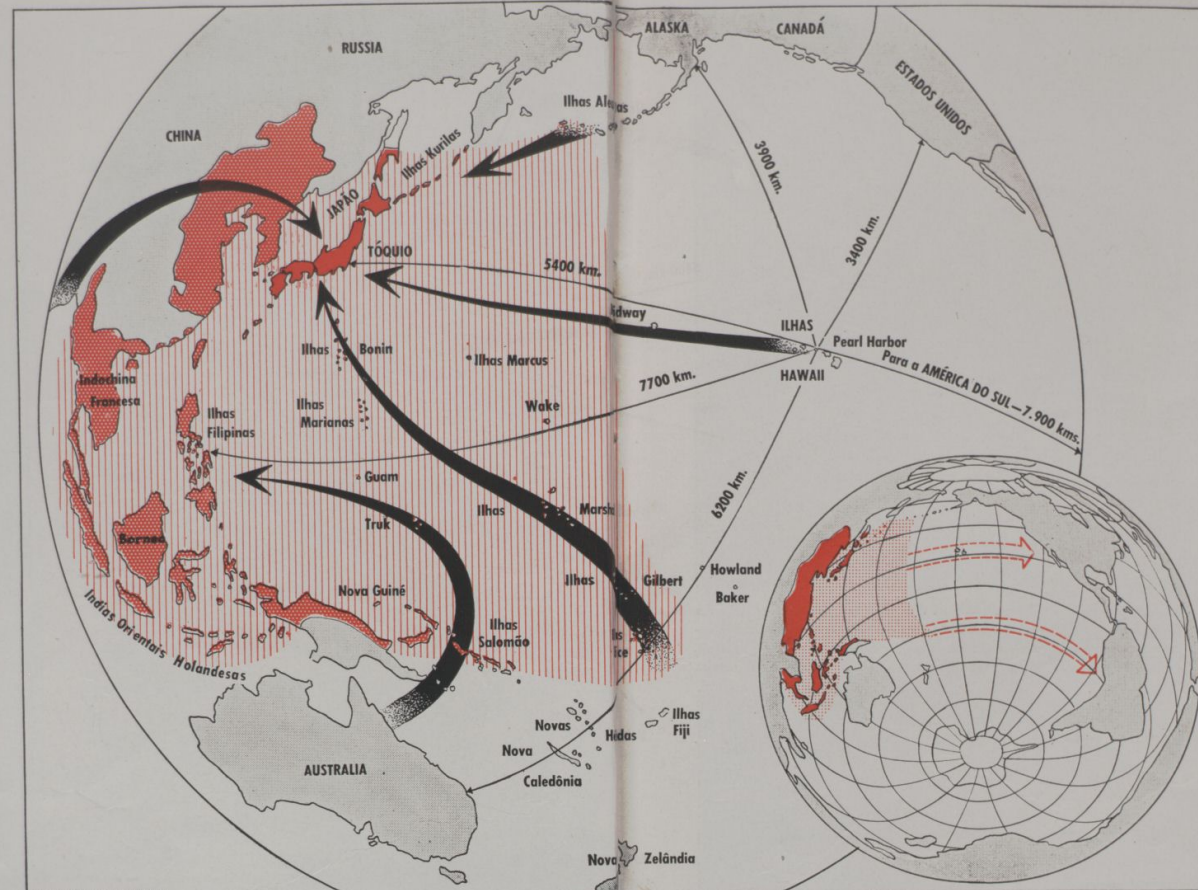 RUSSIA
ALASKA
CANADÁ
ESTADOS UNIDOS
CHINA
Ilhas Kurilas
JAPÃO
TÓQUIO
3900 km.
3400 km.
5400 km.
ILHAS
HAWAII
Pearl Harbor
Para a AMÉRICA DO SUL—7.900 kms.
Ilhas Bonin
Ilhas Marcus
7700 km.
Indochina
Francesa
Ilhas
Filipinas
Ilhas
Marianas
Wake
Guam
Truk
Ilhas
6200 km.
Borneo
Ilhas Gilbert
Howland
Baker
Nova Guiné
Ilhas
Salomão
Indias Orientais Holandesas
Novas
Ilhas
Fiji
Nova
Caledônia
AUSTRALIA
Nova Zelândia